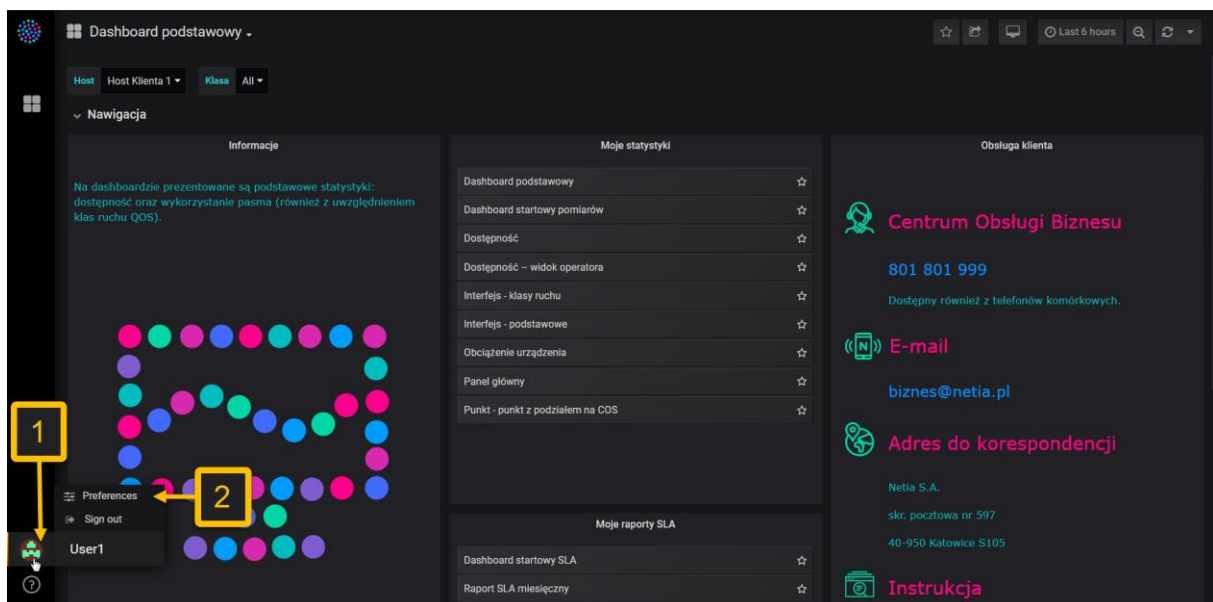 Dashboard podstawowy
Last 6 hours
Host Host Klienta 1 Klasa All
Nawigacja
Informacje
Na dashboardzie prezentowane są podstawowe statystyki:
dostępność oraz wykorzystanie pasma (również z uwzględnieniem
klas ruchu QOS).
1
2
Preferences
Sign out
User1
Moje statystyki
Dashboard podstawowy
Dashboard startowy pomiarów
Dostępność
Dostępność – widok operatora
Interfejs - klasy ruchu
Interfejs - podstawowe
Obciążenie urządzenia
Panel główny
Punkt - punkt z podziałem na COS
Moje raporty SLA
Dashboard startowy SLA
Raport SLA miesięczny
Obsługa klienta
Centrum Obsługi Biznesu
801 801 999
Dostępny również z telefonów komórkowych.
N
E-mail
biznes@netia.pl
Adres do korespondencji
Netia S.A.
skr. pocztowa nr 597
40-950 Katowice S105
Instrukcja